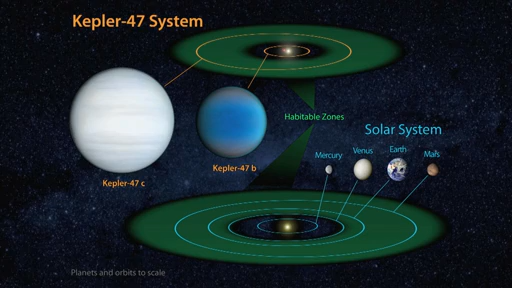 Kepler-47 System
Habitable Zones
Solar System
Kepler-47 c
Kepler-47 b
Mercury
Venus
Earth
Mars
Planets and orbits to scale